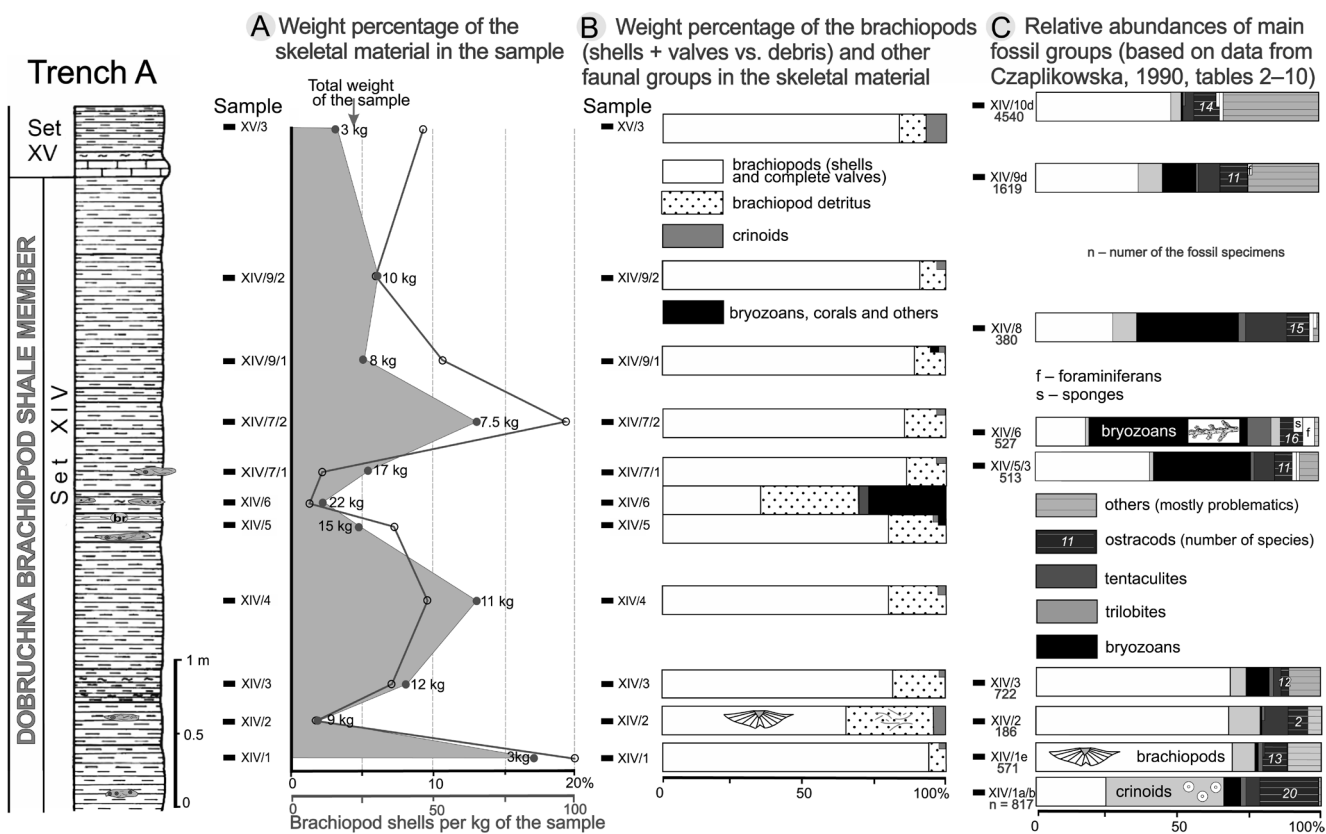 Trench A
Set
XV
DOBRUCHNA BRACHIOPOD SHALE MEMBER
Set XIV
br
1 m
0.5
0
A Weight percentage of the
skeletal material in the sample
Total weight
of the sample
Sample
XV/3
3 kg
XIV/9/2
10 kg
XIV/9/1
8 kg
XIV/7/2
7.5 kg
XIV/7/1
17 kg
XIV/6
22 kg
XIV/5
15 kg
XIV/4
11 kg
XIV/3
12 kg
XIV/2
9 kg
XIV/1
3kg
0 10 20%
0 50 100
Brachiopod shells per kg of the sample
B Weight percentage of the brachiopods
(shells + valves vs. debris) and other
faunal groups in the skeletal material
Sample
XV/3
brachiopods (shells
and complete valves)
brachiopod detritus
crinoids
XIV/9/2
bryozoans, corals and others
XIV/9/1
XIV/7/2
XIV/7/1
XIV/6
XIV/5
XIV/4
XIV/3
XIV/2
XIV/1
0 50 100%
C Relative abundances of main
fossil groups (based on data from
Czaplikowska, 1990, tables 2–10)
XIV/10d
4540
14
XIV/9d
1619
11
f
n – numer of the fossil specimens
XIV/8
380
15
f – foraminiferans
s – sponges
XIV/6
527
bryozoans
16
s
f
XIV/5/3
513
11
others (mostly problematics)
11
ostracods (number of species)
tentaculites
trilobites
bryozoans
XIV/3
722
12
XIV/2
186
2
XIV/1e
571
brachiopods
13
XIV/1a/b
n = 817
crinoids
20
0 50 100%